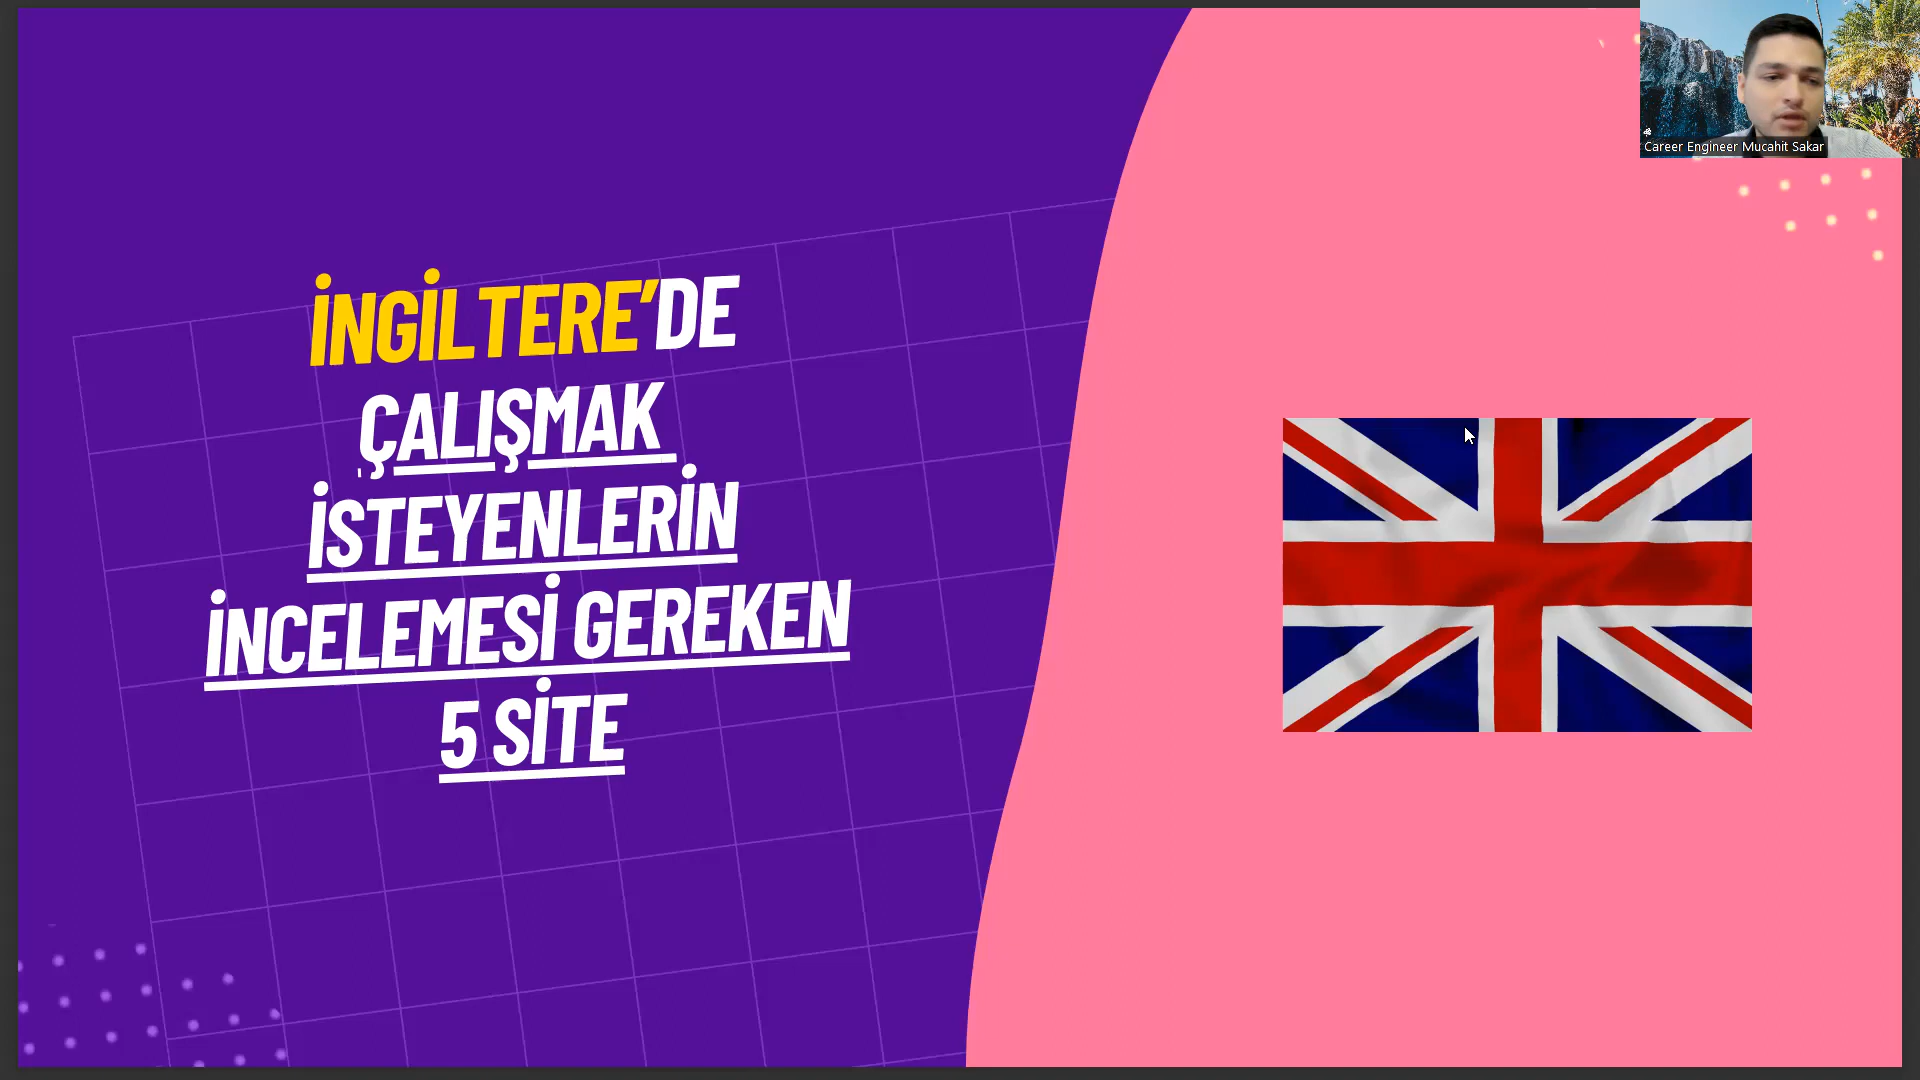 İNGİLTERE'DE
ÇALIŞMAK
İSTEYENLERİN
İNCELEMESİ GEREKEN
5 SİTE
Career Engineer Mucahit Sakar